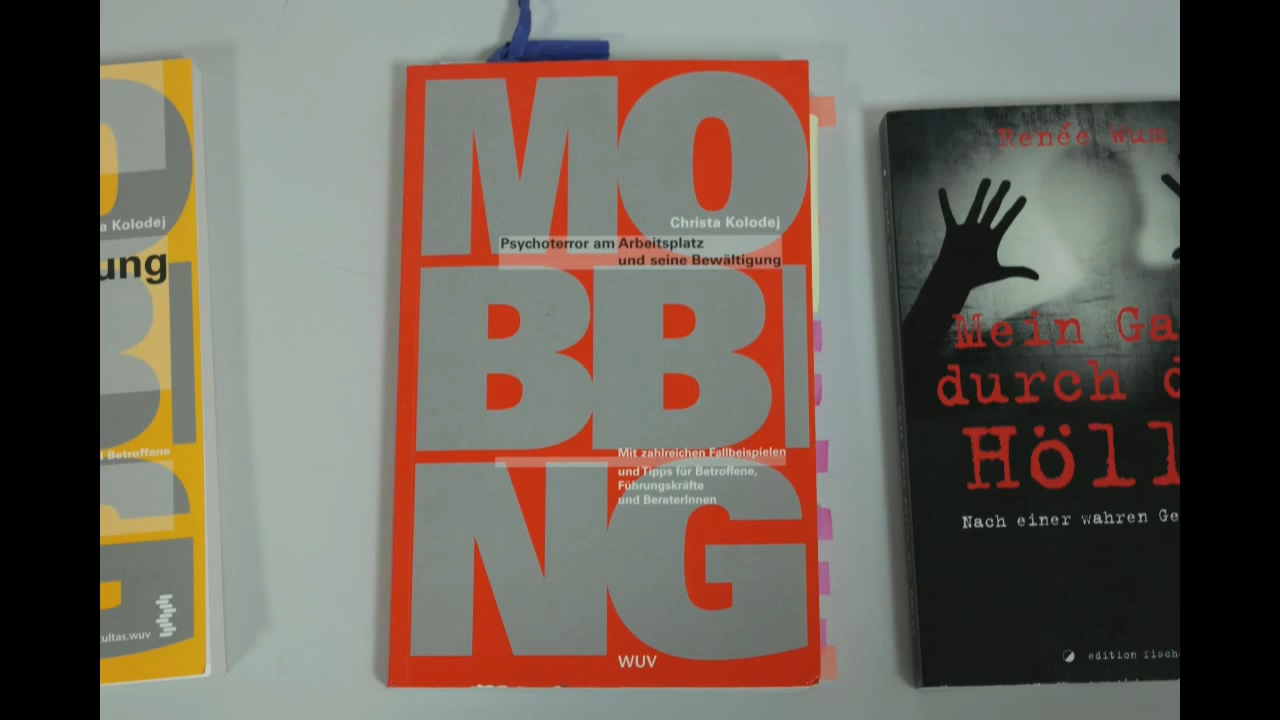 a Kolodej
ung
Betroffene
cultas.wuv
MO
Christa Kolodej
Psychoterror am Arbeitsplatz
und seine Bewältigung
BBI
Mit zahlreichen Fallbeispielen
und Tipps für Betroffene,
Führungskräfte
und BeraterInnen
NG
WUV
Renée Wum
Mein Ga
durch d
Höll
Nach einer wahren Ge
edition fisch